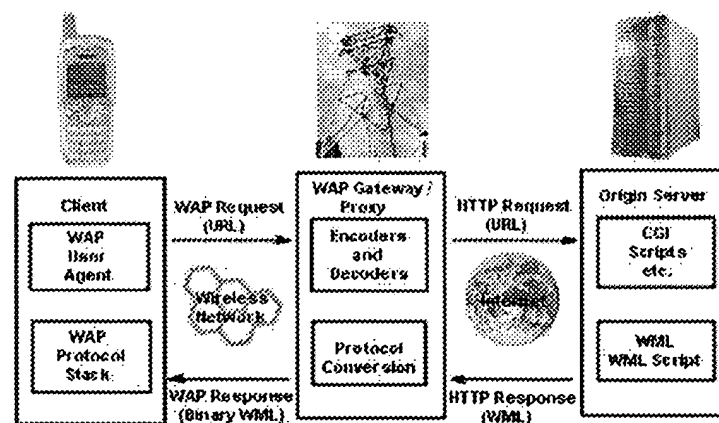 Client
WAP
User
Agent
WAP
Protocol
Stack
WAP Request
(URL)
Wireless
Network
WAP Response
(Binary WML)
WAP Gateway /
Proxy
Encoders
and
Decoders
Protocol
Conversion
HTTP Request
(URL)
Internet
HTTP Response
(WML)
Origin Server
CGI
Scripts
etc.
WML
WML Script